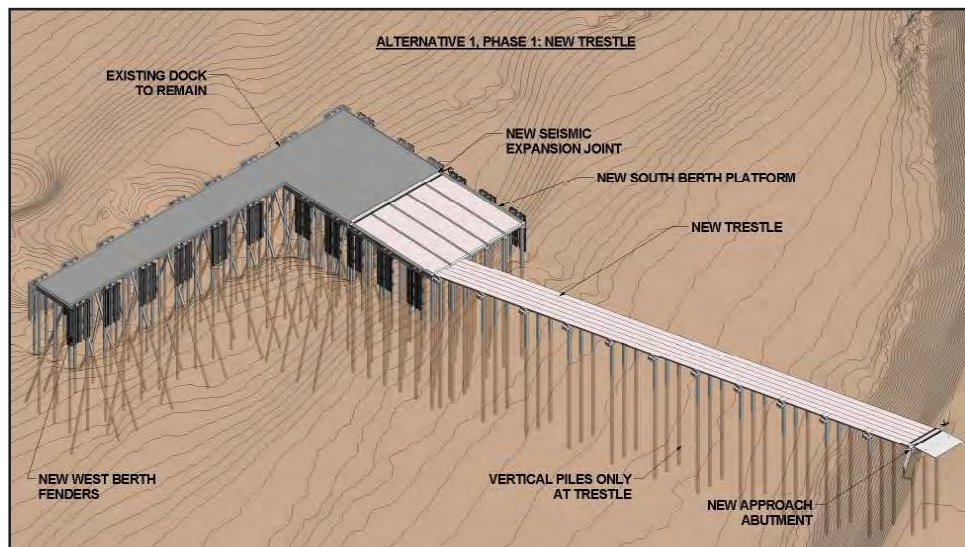 ALTERNATIVE 1, PHASE 1: NEW TRESTLE
EXISTING DOCK
TO REMAIN
NEW SEISMIC
EXPANSION JOINT
NEW SOUTH BERTH PLATFORM
NEW TRESTLE
NEW WEST BERTH
FENDERS
VERTICAL PILES ONLY
AT TRESTLE
NEW APPROACH
ABUTMENT